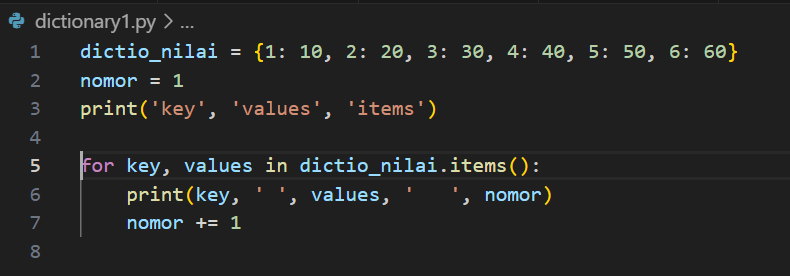 dictionary1.py > ...
1 dictio_nilai = {1: 10, 2: 20, 3: 30, 4: 40, 5: 50, 6: 60}
2 nomor = 1
3 print('key', 'values', 'items')
4
5 for key, values in dictio_nilai.items():
6     print(key, ' ', values, '   ', nomor)
7     nomor += 1
8